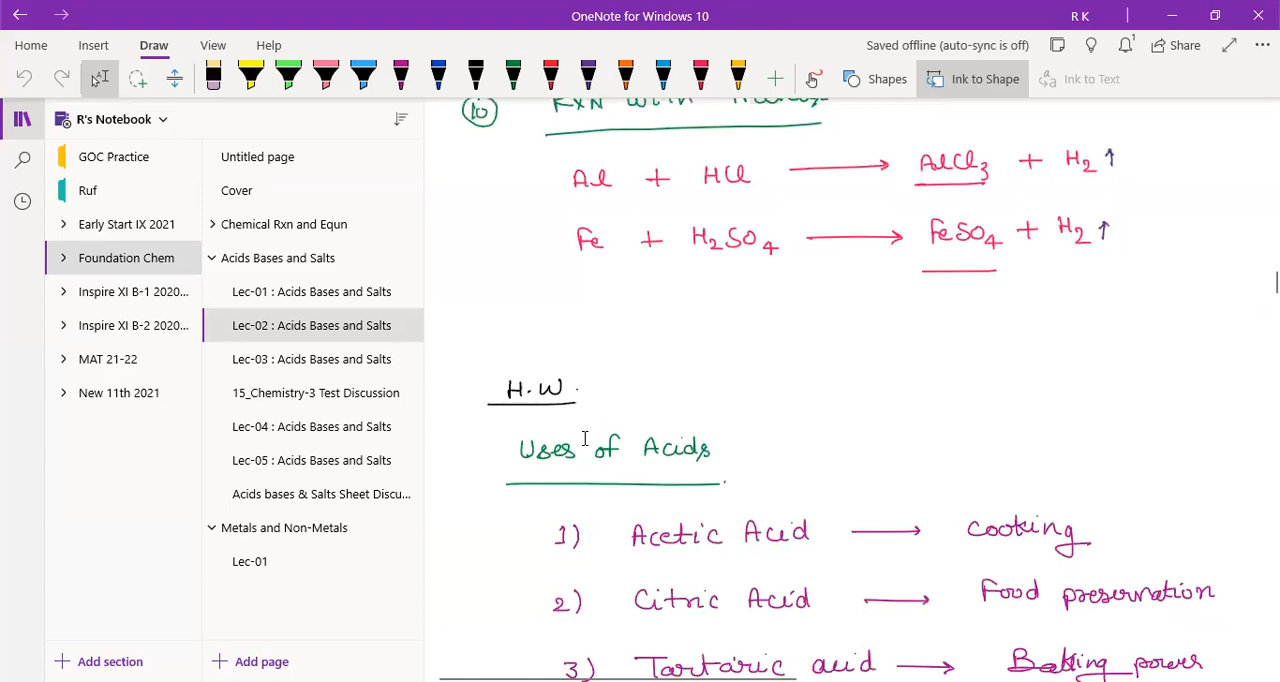 OneNote for Windows 10
R K
Home Insert Draw View Help
Saved offline (auto-sync is off)
1
Share
Shapes
Ink to Shape
Ink to Text
R's Notebook
GOC Practice
Ruf
Early Start IX 2021
Foundation Chem
Inspire XI B-1 2020...
Inspire XI B-2 2020...
MAT 21-22
New 11th 2021
Add section
Untitled page
Cover
Chemical Rxn and Equn
Acids Bases and Salts
Lec-01 : Acids Bases and Salts
Lec-02 : Acids Bases and Salts
Lec-03 : Acids Bases and Salts
15_Chemistry-3 Test Discussion
Lec-04 : Acids Bases and Salts
Lec-05 : Acids Bases and Salts
Acids bases & Salts Sheet Discu...
Metals and Non-Metals
Lec-01
Add page
10 Rxn with
Al + HCl ⟶ AlCl3 + H2 ↑
Fe + H2SO4 ⟶ FeSO4 + H2 ↑
H.W.
Uses of Acids
1) Acetic Acid ⟶ Cooking
2) Citric Acid ⟶ Food preservation
3) Tartaric acid ⟶ Baking power